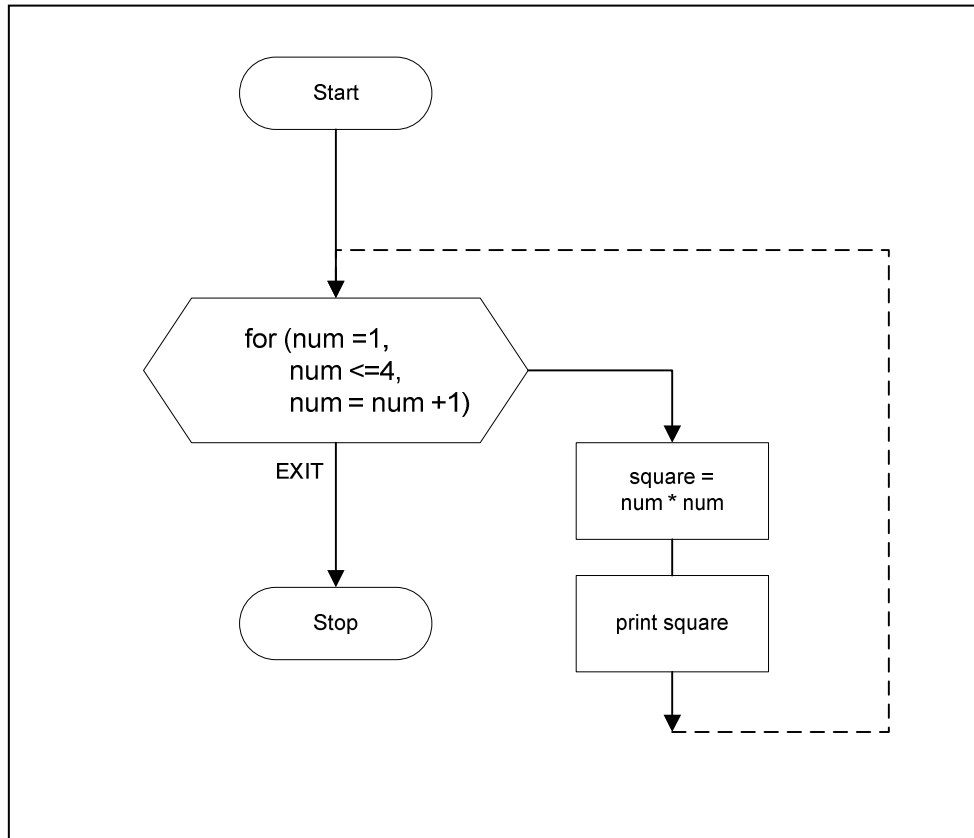 Start
for (num =1,
num <=4,
num = num +1)
EXIT
square =
num * num
print square
Stop